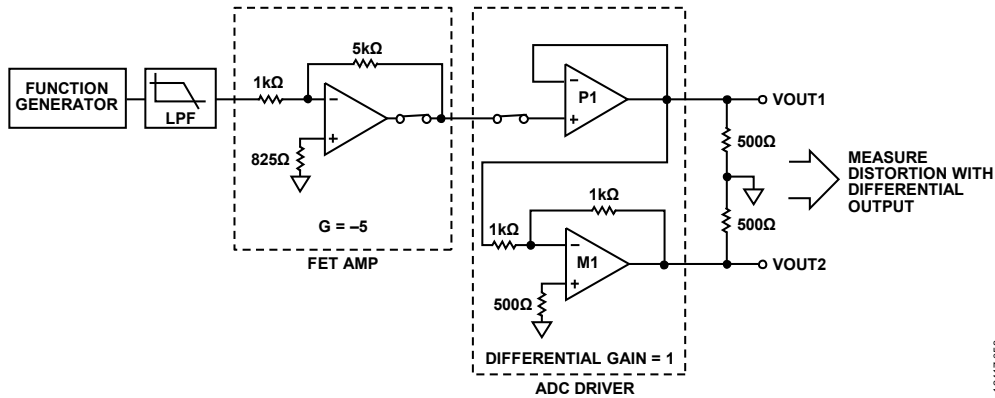 FUNCTION
GENERATOR
LPF
1kΩ
5kΩ
–
+
825Ω
G = –5
FET AMP
–
P1
+
1kΩ
1kΩ
–
M1
+
500Ω
DIFFERENTIAL GAIN = 1
ADC DRIVER
VOUT1
500Ω
500Ω
VOUT2
MEASURE
DISTORTION WITH
DIFFERENTIAL
OUTPUT